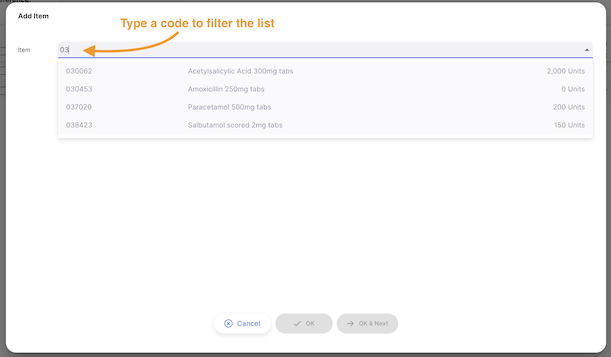 Add Item
Type a code to filter the list
Item 03
030062 Acetylsalicylic Acid 300mg tabs 2,000 Units
030453 Amoxicillin 250mg tabs 0 Units
037020 Paracetamol 500mg tabs 200 Units
038423 Salbutamol scored 2mg tabs 150 Units
Cancel OK OK & Next